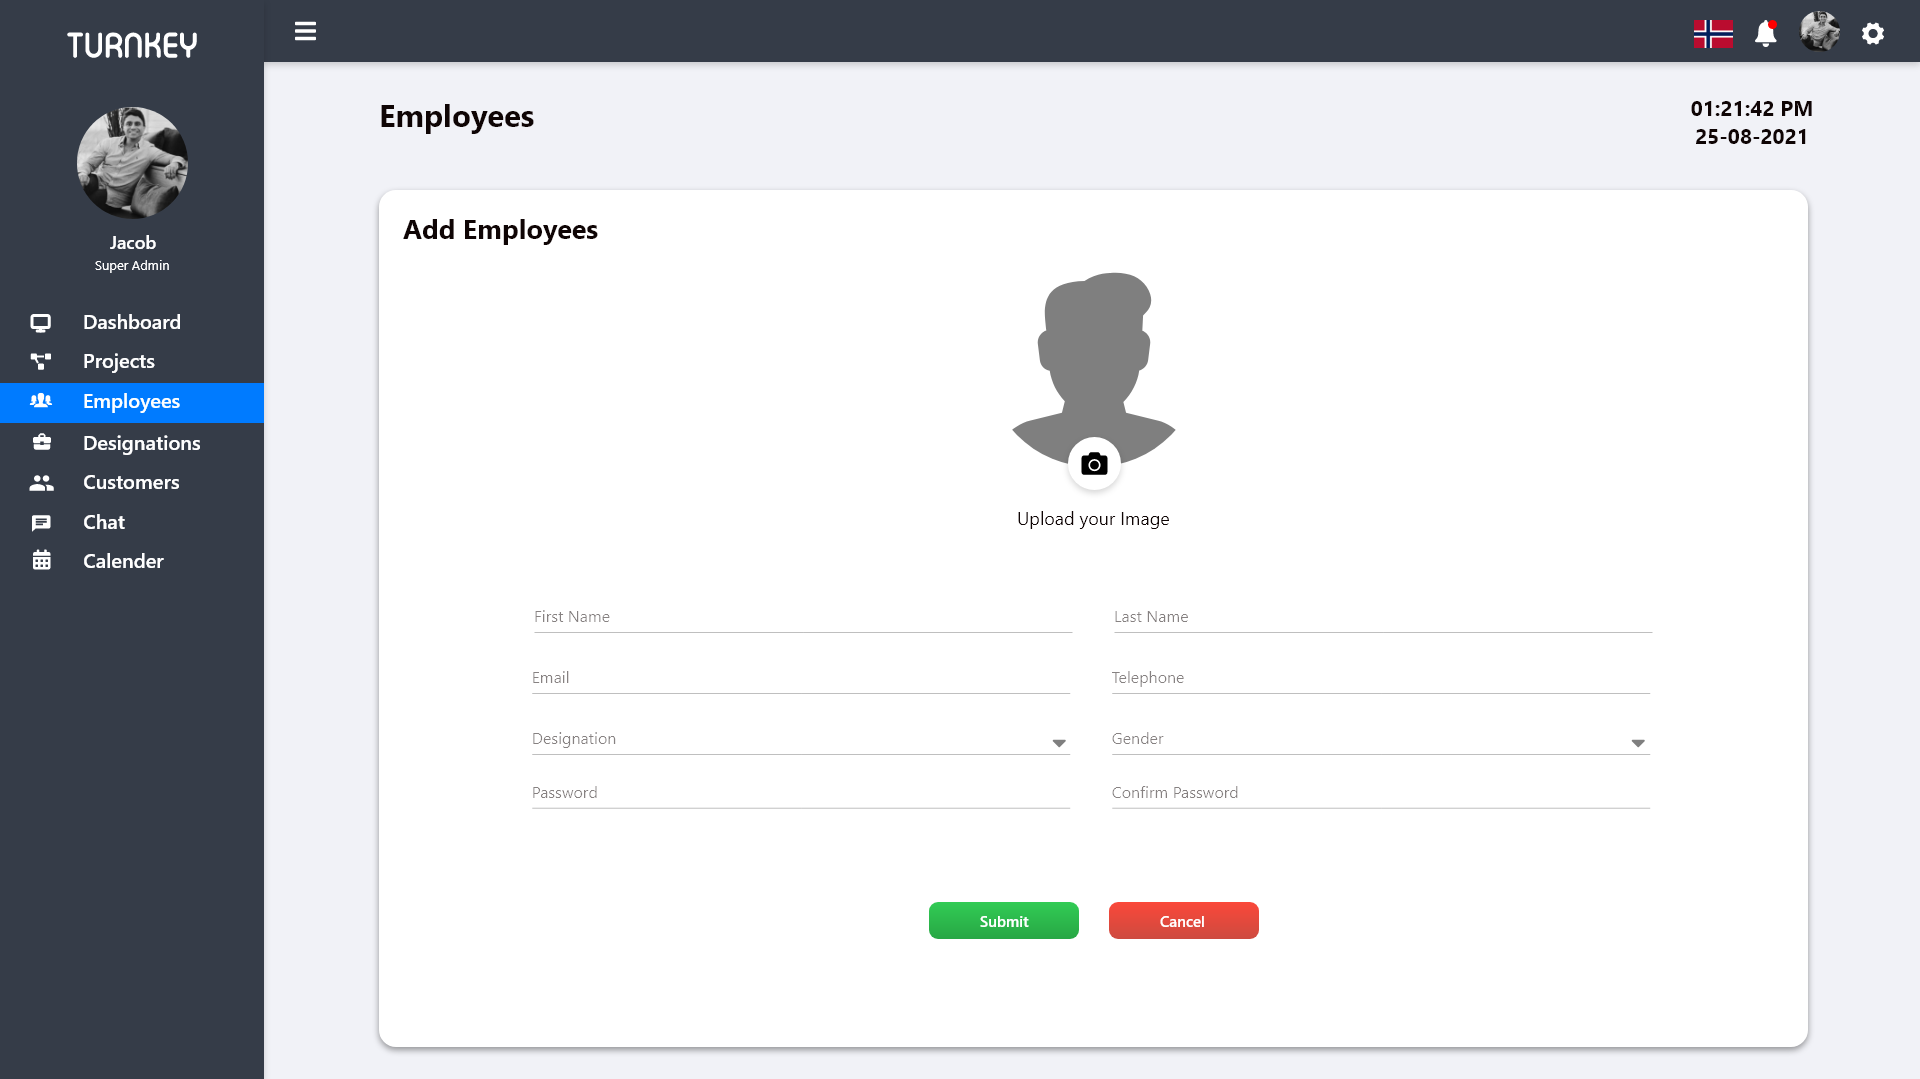 TURNKEY
Jacob
Super Admin
Dashboard
Projects
Employees
Designations
Customers
Chat
Calender
Employees
01:21:42 PM
25-08-2021
Add Employees
Upload your Image
First Name
Last Name
Email
Telephone
Designation
Gender
Password
Confirm Password
Submit
Cancel